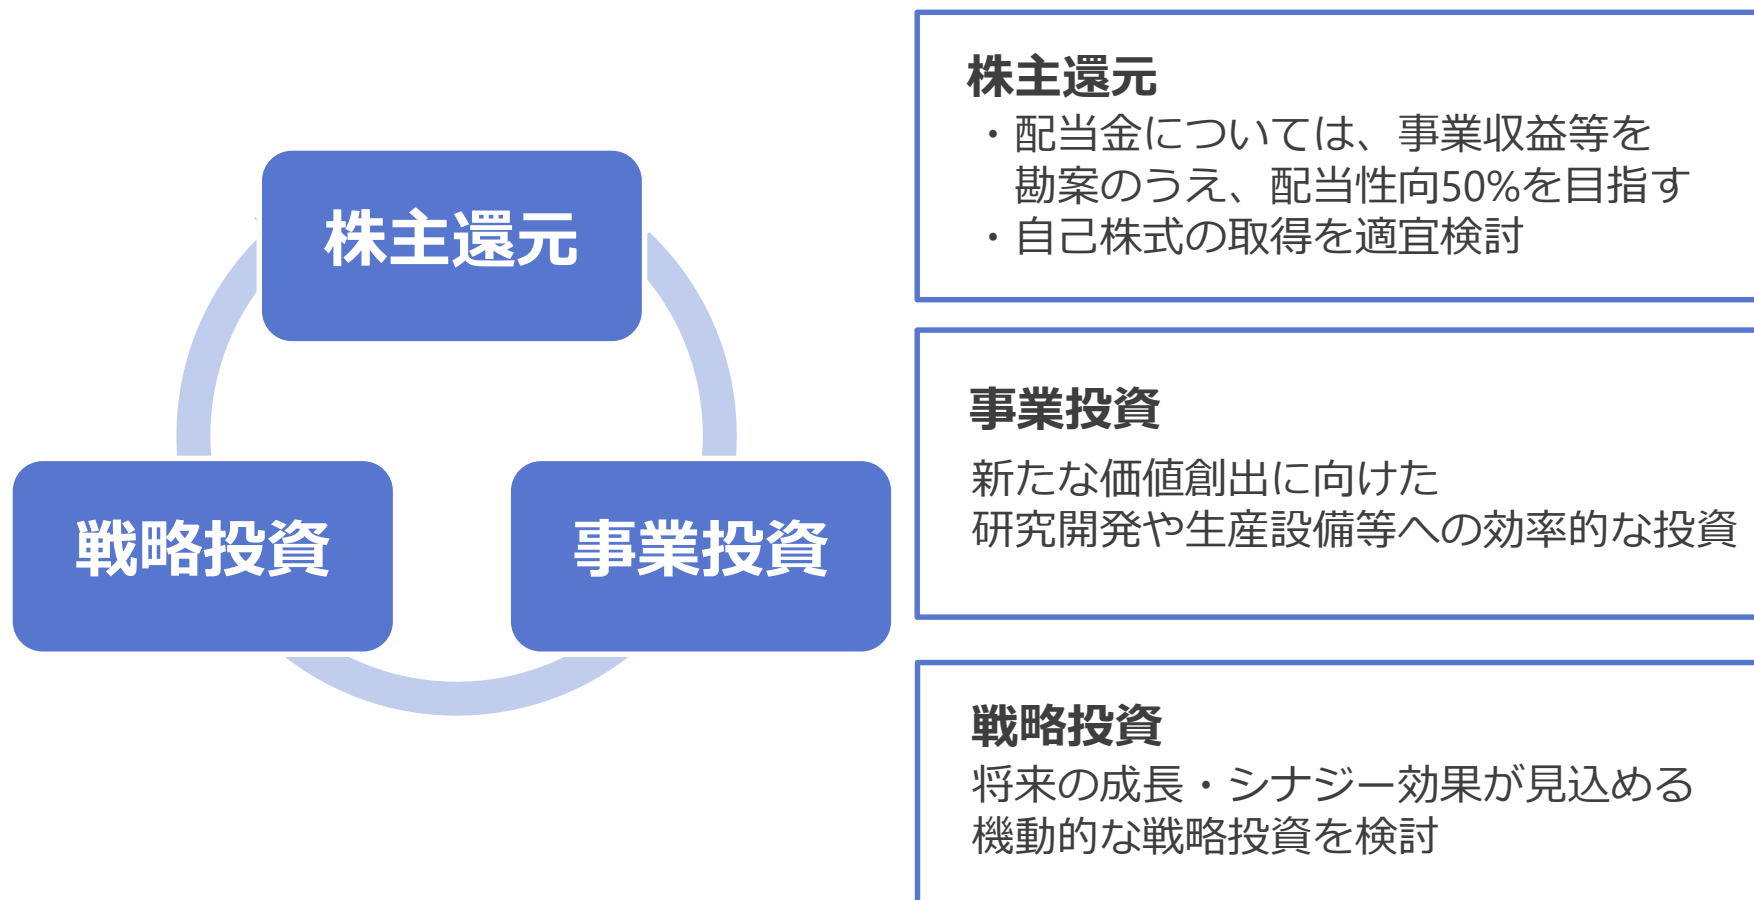 株主還元
戦略投資
事業投資
株主還元
・配当金については、事業収益等を
勘案のうえ、配当性向50%を目指す
・自己株式の取得を適宜検討
事業投資
新たな価値創出に向けた
研究開発や生産設備等への効率的な投資
戦略投資
将来の成長・シナジー効果が見込める
機動的な戦略投資を検討